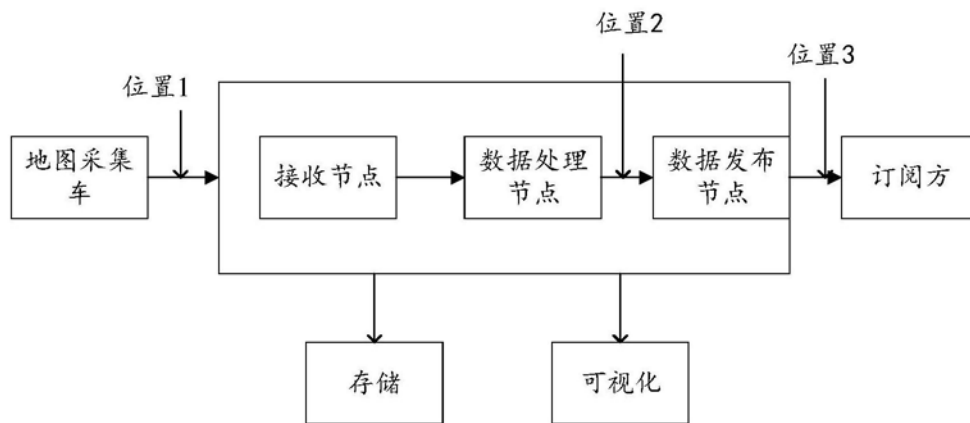 位置2
位置3
位置1
地图采集
车
接收节点
数据处理
节点
数据发布
节点
订阅方
存储
可视化